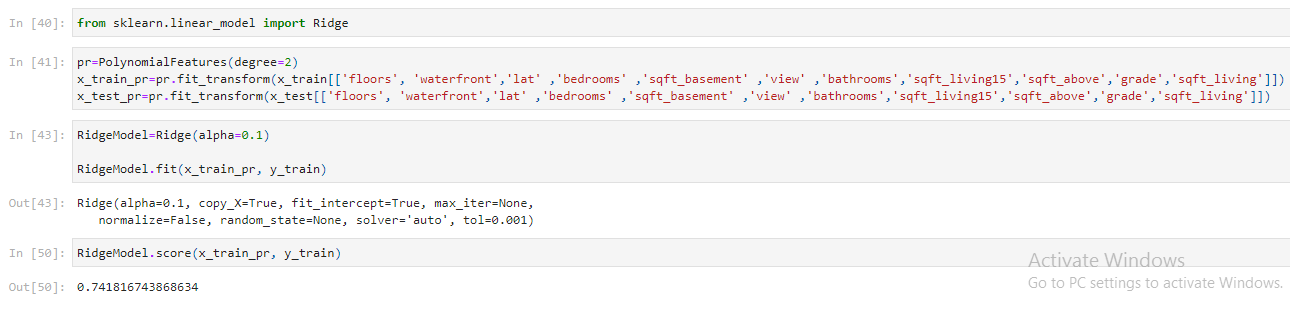 In [40]: from sklearn.linear_model import Ridge
In [41]: pr=PolynomialFeatures(degree=2)
x_train_pr=pr.fit_transform(x_train[['floors', 'waterfront','lat' ,'bedrooms' ,'sqft_basement' ,'view' ,'bathrooms','sqft_living15','sqft_above','grade','sqft_living']])
x_test_pr=pr.fit_transform(x_test[['floors', 'waterfront','lat' ,'bedrooms' ,'sqft_basement' ,'view' ,'bathrooms','sqft_living15','sqft_above','grade','sqft_living']])
In [43]: RidgeModel=Ridge(alpha=0.1)
RidgeModel.fit(x_train_pr, y_train)
Out[43]: Ridge(alpha=0.1, copy_X=True, fit_intercept=True, max_iter=None,
normalize=False, random_state=None, solver='auto', tol=0.001)
In [50]: RidgeModel.score(x_train_pr, y_train)
Activate Windows
Go to PC settings to activate Windows.
Out[50]: 0.741816743868634